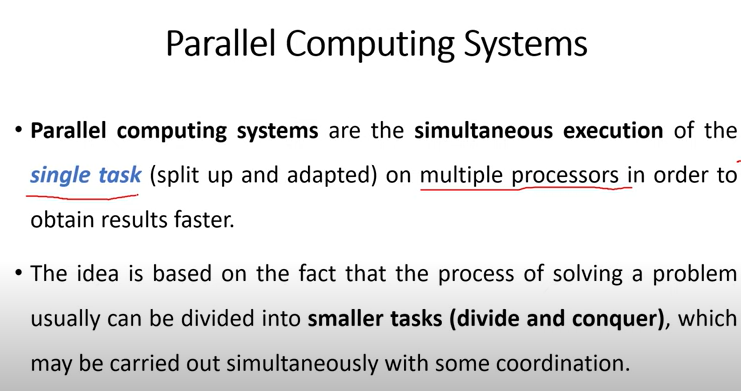 Parallel Computing Systems
• Parallel computing systems are the simultaneous execution of the
single task (split up and adapted) on multiple processors in order to
obtain results faster.
• The idea is based on the fact that the process of solving a problem
usually can be divided into smaller tasks (divide and conquer), which
may be carried out simultaneously with some coordination.